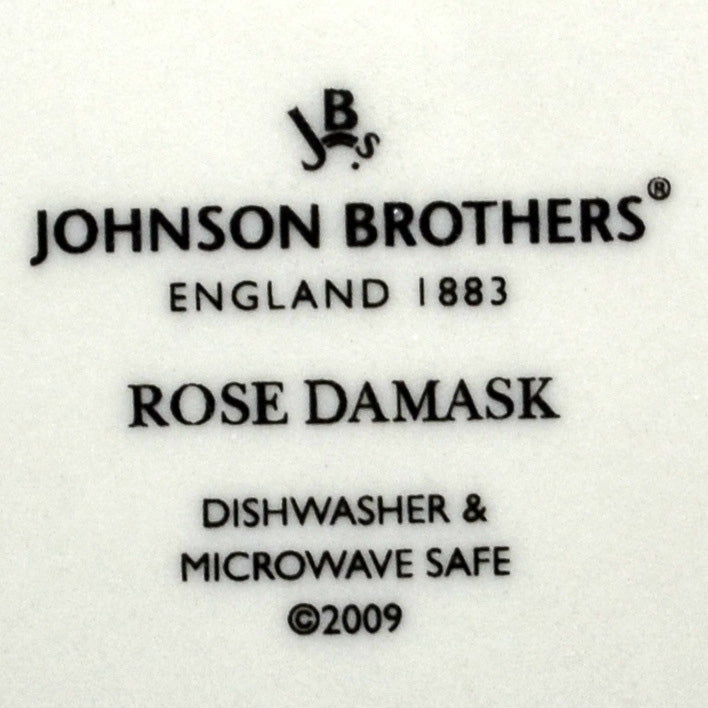 JBs.
JOHNSON BROTHERS®
ENGLAND 1883
ROSE DAMASK
DISHWASHER &
MICROWAVE SAFE
©2009